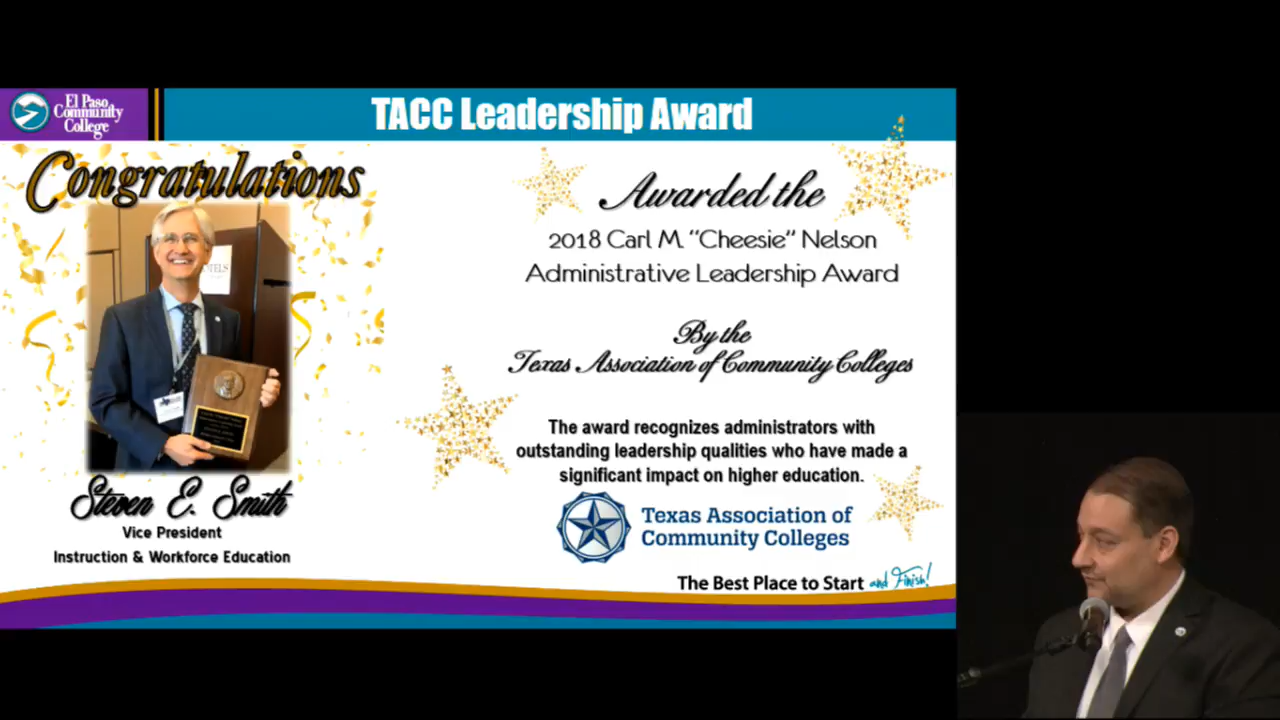 El Paso
Community
College
TACC Leadership Award
Congratulations
Steven E. Smith
Vice President
Instruction & Workforce Education
Awarded the
2018 Carl M. "Cheesie" Nelson
Administrative Leadership Award
By the
Texas Association of Community Colleges
The award recognizes administrators with
outstanding leadership qualities who have made a
significant impact on higher education.
Texas Association of
Community Colleges
The Best Place to Start and Finish!